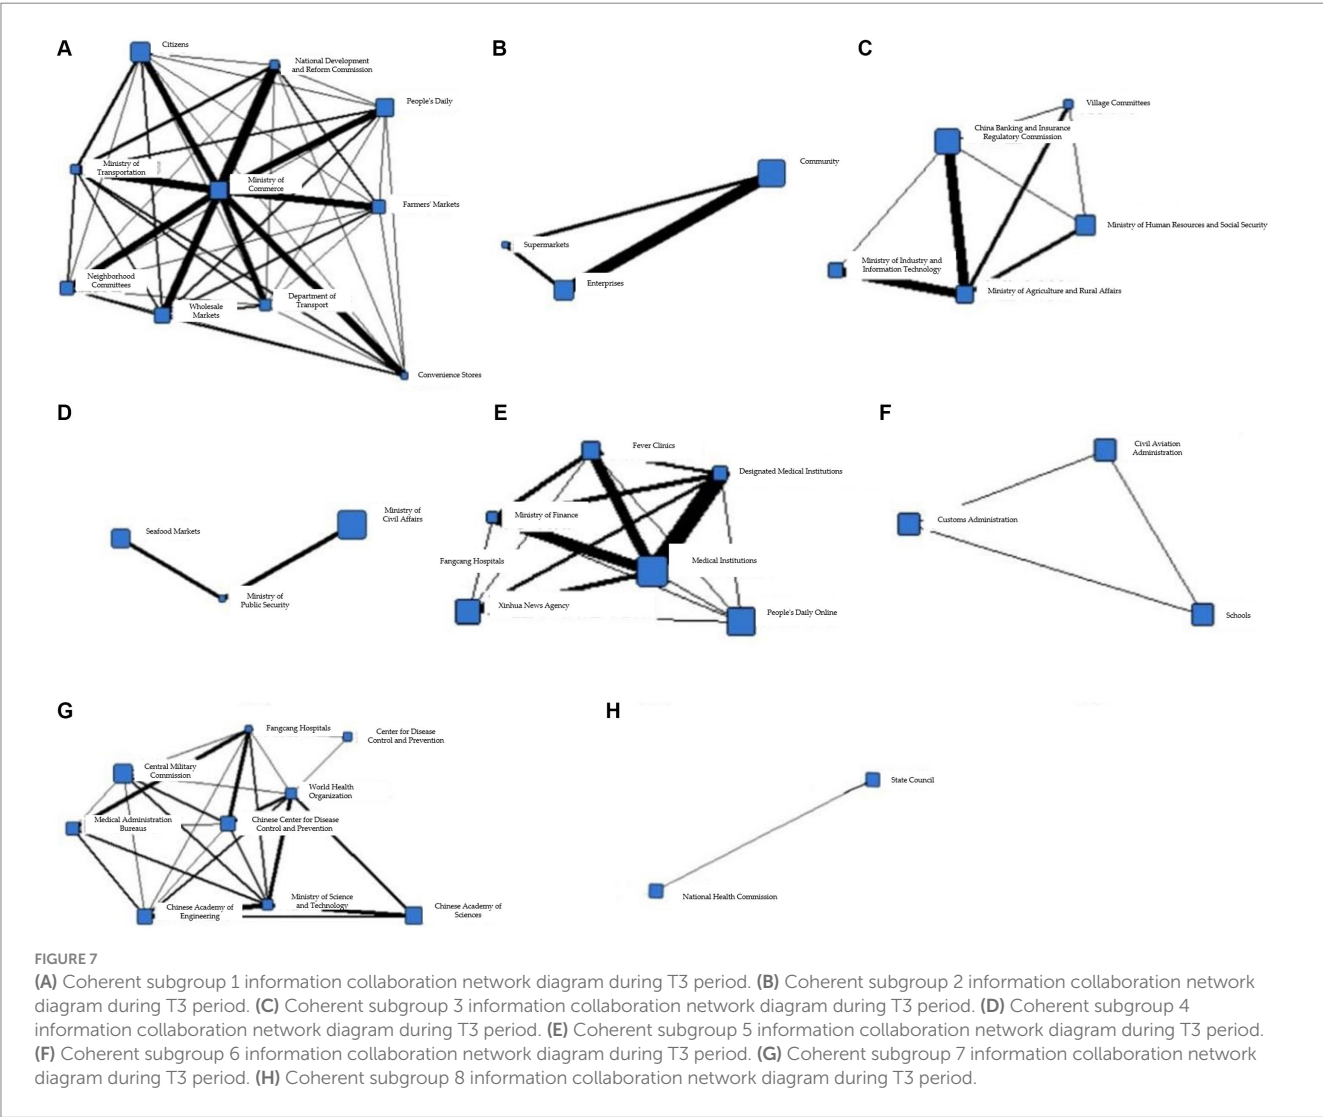 A
Citizens
National Development
and Reform Commission
People's Daily
Ministry of
Transportation
Ministry of
Commerce
Farmers' Markets
Neighborhood
Committees
Wholesale
Markets
Department of
Transport
Convenience Stores
B
Community
Supermarkets
Enterprises
C
Village Committees
China Banking and Insurance
Regulatory Commission
Ministry of Human Resources and Social Security
Ministry of Industry and
Information Technology
Ministry of Agriculture and Rural Affairs
D
Seafood Markets
Ministry of
Civil Affairs
Ministry of
Public Security
E
Fever Clinics
Designated Medical Institutions
Ministry of Finance
Fangcang Hospitals
Medical Institutions
Xinhua News Agency
People's Daily Online
F
Civil Aviation
Administration
Customs Administration
Schools
G
Fangcang Hospitals
Center for Disease
Control and Prevention
Central Military
Commission
World Health
Organization
Medical Administration
Bureaus
Chinese Center for Disease
Control and Prevention
Chinese Academy of
Engineering
Ministry of Science
and Technology
Chinese Academy of
Sciences
H
State Council
National Health Commission
FIGURE 7
(A) Coherent subgroup 1 information collaboration network diagram during T3 period. (B) Coherent subgroup 2 information collaboration network
diagram during T3 period. (C) Coherent subgroup 3 information collaboration network diagram during T3 period. (D) Coherent subgroup 4
information collaboration network diagram during T3 period. (E) Coherent subgroup 5 information collaboration network diagram during T3 period.
(F) Coherent subgroup 6 information collaboration network diagram during T3 period. (G) Coherent subgroup 7 information collaboration network
diagram during T3 period. (H) Coherent subgroup 8 information collaboration network diagram during T3 period.